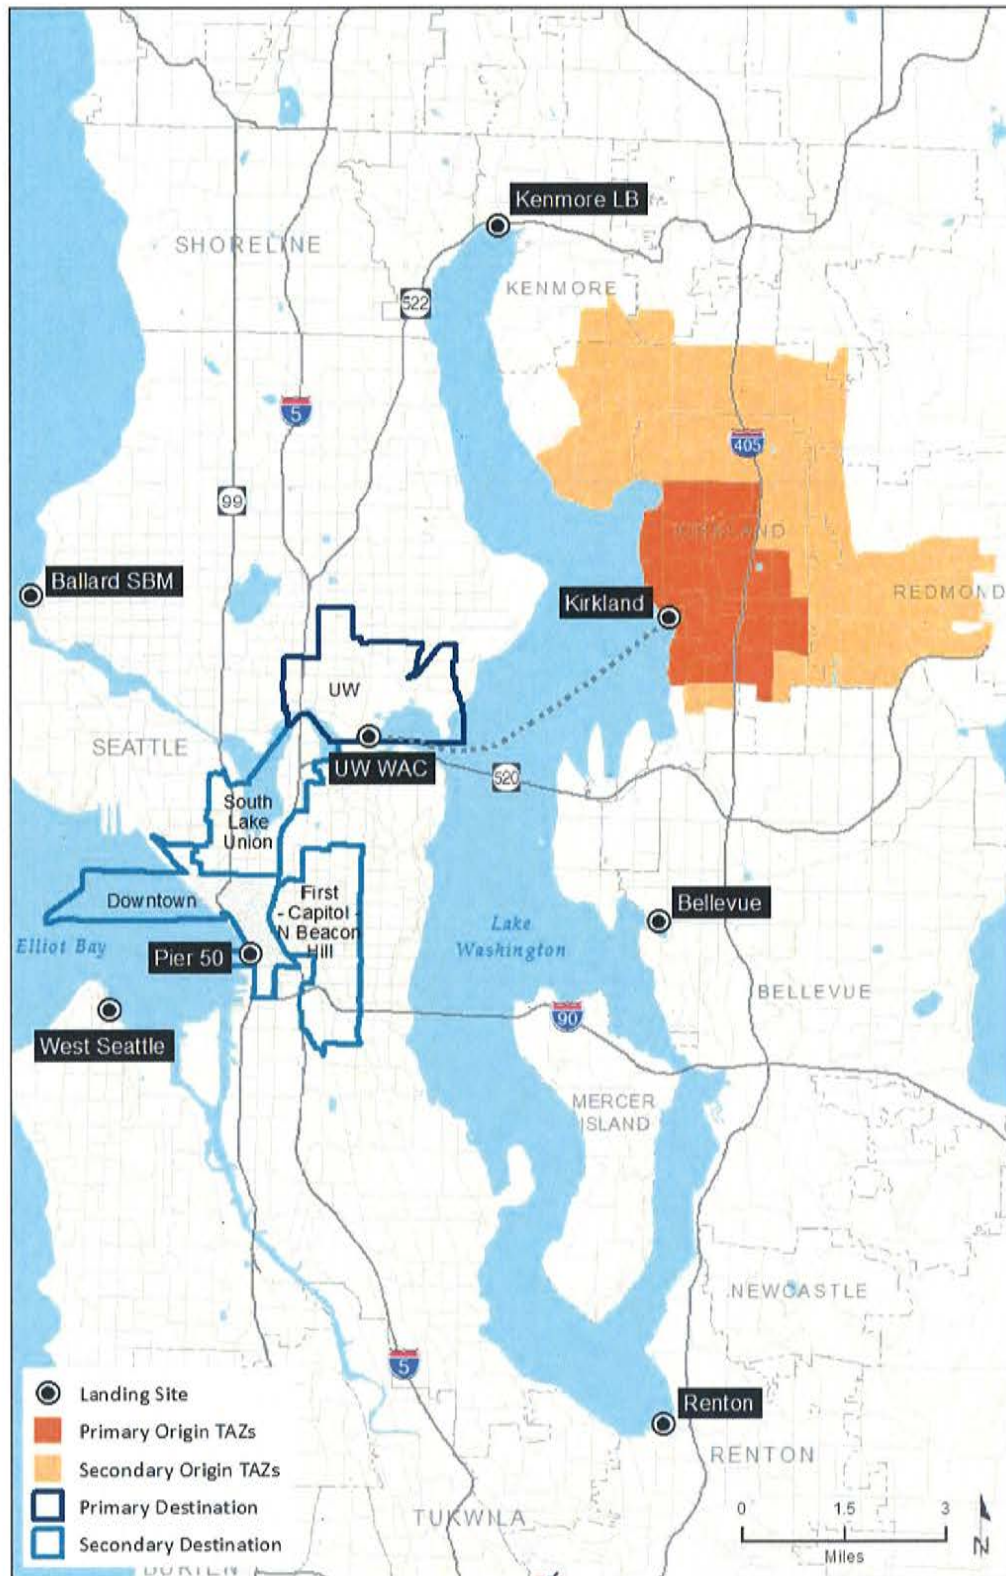 Kenmore LB
SHORELINE
KENMORE
522
5
405
99
KIRKLAND
Ballard SBM
REDMOND
Kirkland
UW
SEATTLE
UW WAC
520
South
Lake
Union
Downtown
First
- Capitol -
N Beacon
Hill
Bellevue
Lake
Washington
Elliot Bay
Pier 50
BELLEVUE
West Seattle
90
MERCER
ISLAND
NEWCASTLE
5
Renton
RENTON
TUKWILA
Landing Site
Primary Origin TAZs
Secondary Origin TAZs
Primary Destination
Secondary Destination
BURIEN
0 1.5 3
Miles
N